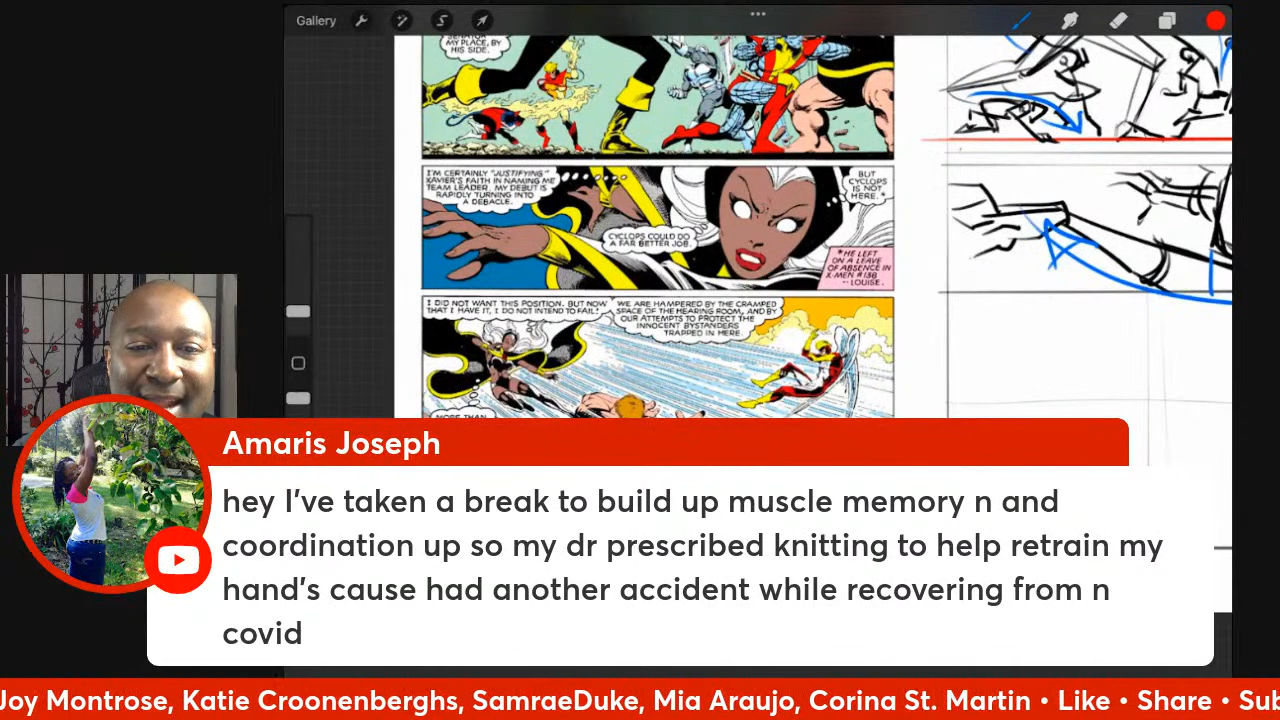 Gallery
SENATOR
MY PLACE, BY
HIS SIDE.
I'M CERTAINLY "JUSTIFYING"
XAVIER'S FAITH IN NAMING ME
TEAM LEADER. MY DEBUT IS
RAPIDLY TURNING INTO
A DEBACLE.
BUT
CYCLOPS
IS NOT
HERE.*
CYCLOPS COULD DO
A FAR BETTER JOB.
*HE LEFT
ON A LEAVE
OF ABSENCE IN
X-MEN #138
--LOUISE.
I DID NOT WANT THIS POSITION. BUT NOW
THAT I HAVE IT, I DO NOT INTEND TO FAIL!
WE ARE HAMPERED BY THE CRAMPED
SPACE OF THE HEARING ROOM, AND BY
OUR ATTEMPTS TO PROTECT THE
INNOCENT BYSTANDERS
TRAPPED IN HERE.
MORE THAN
Amaris Joseph
hey I've taken a break to build up muscle memory n and
coordination up so my dr prescribed knitting to help retrain my
hand's cause had another accident while recovering from n
covid
Joy Montrose, Katie Croonenberghs, SamraeDuke, Mia Araujo, Corina St. Martin • Like • Share • Sub